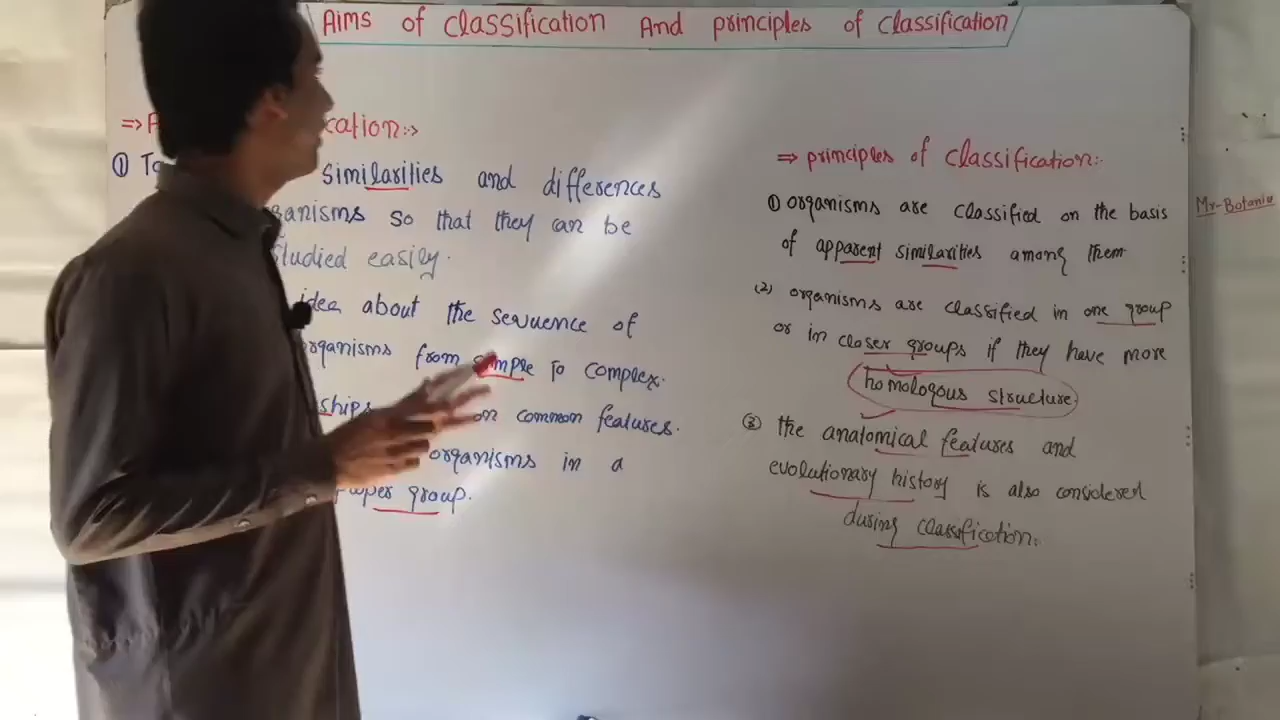 Aims of classification And principles of classification
=> 
① To
similarities and differences
so that they can be
studied easily.
idea about the sequence of
organisms from simple to complex.
on common features.
organisms in a
group.
=> principles of classification:-
① organisms are classified on the basis
of apparent similarities among them
(2) organisms are classified in one group
or in closer groups if they have more
homologous structure
③ the anatomical features and
evolutionary history is also considered
during classification.
Mr-Botanic